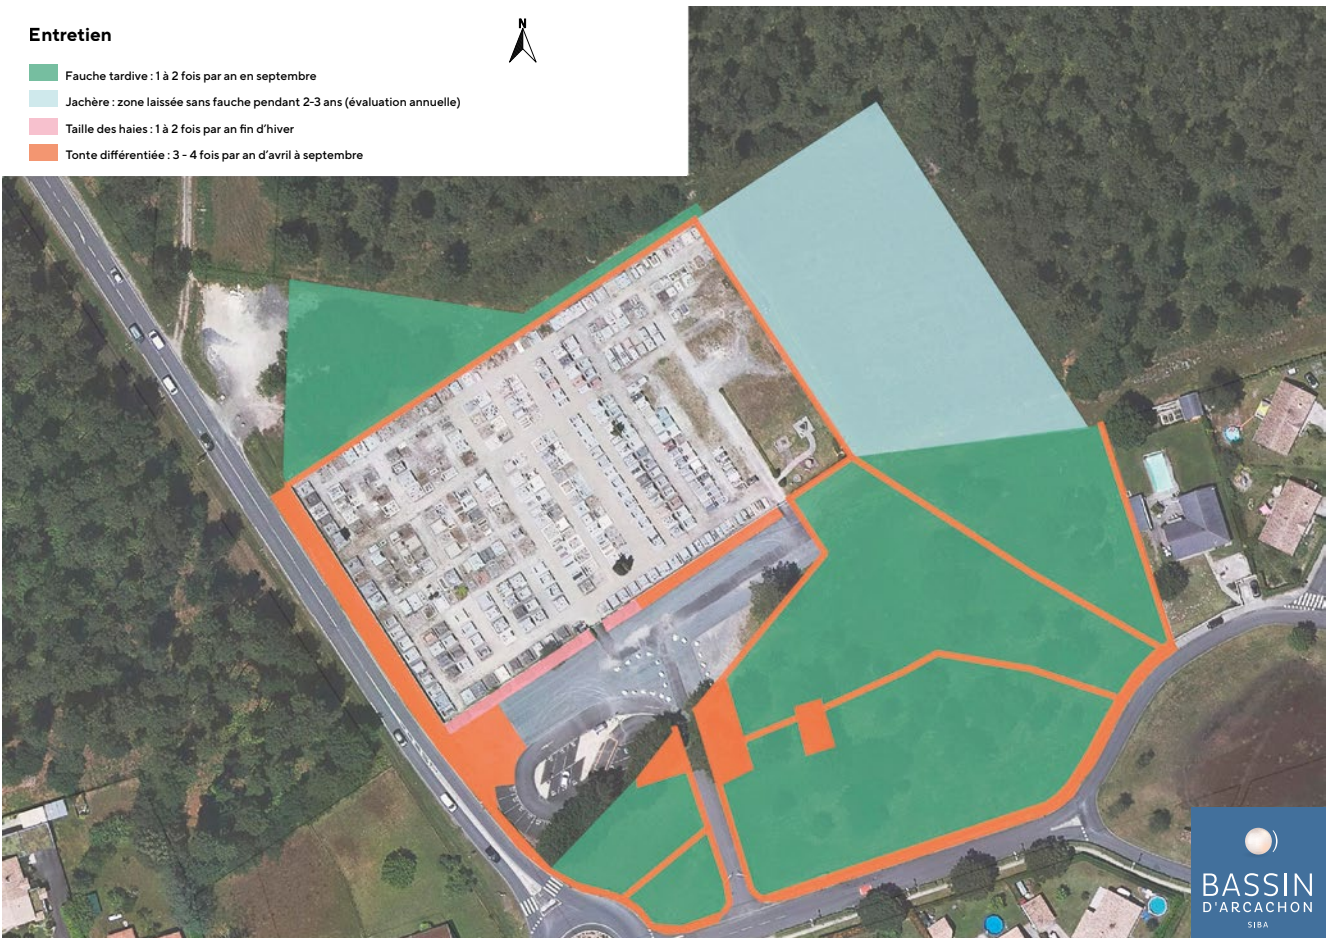 Entretien
N
Fauche tardive : 1 à 2 fois par an en septembre
Jachère : zone laissée sans fauche pendant 2-3 ans (évaluation annuelle)
Taille des haies : 1 à 2 fois par an fin d'hiver
Tonte différentiée : 3 - 4 fois par an d'avril à septembre
BASSIN
D'ARCACHON
SIBA